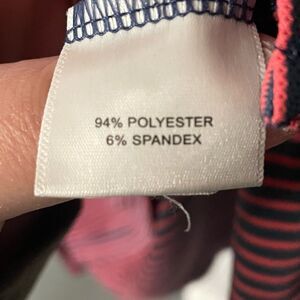 94% POLYESTER
6% SPANDEX